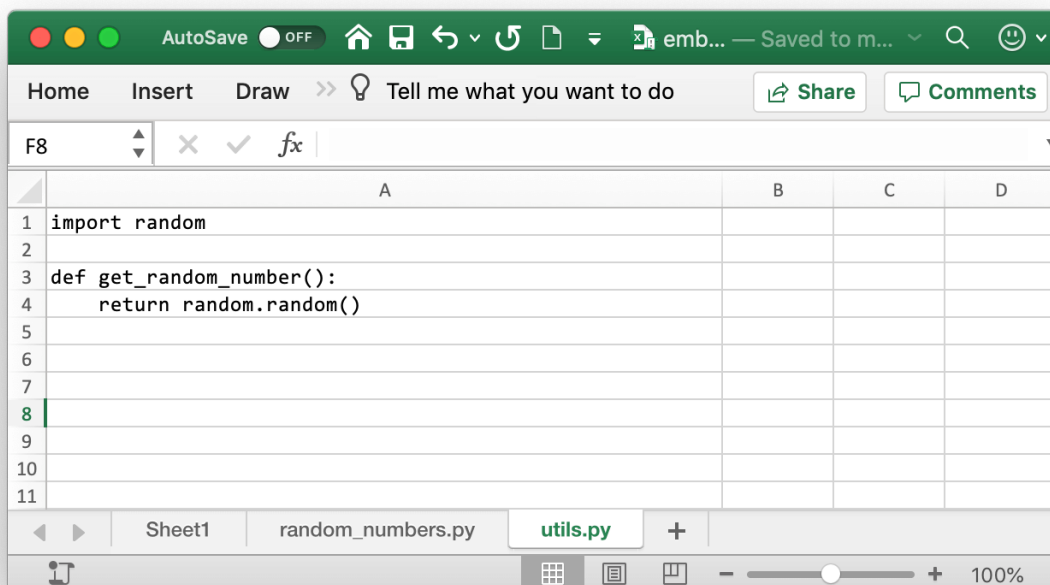 AutoSave OFF emb... — Saved to m...
Home Insert Draw Tell me what you want to do Share Comments
F8 fx
A B C D
1 import random
2
3 def get_random_number():
4     return random.random()
5
6
7
8
9
10
11
Sheet1 random_numbers.py utils.py +
100%